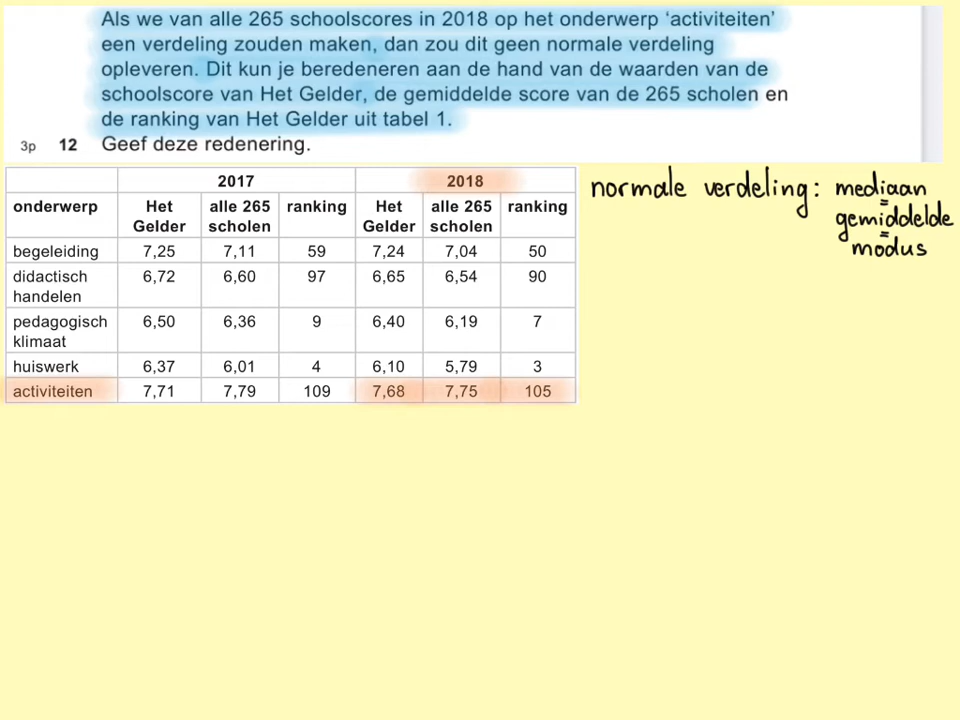 Als we van alle 265 schoolscores in 2018 op het onderwerp ‘activiteiten’
een verdeling zouden maken, dan zou dit geen normale verdeling
opleveren. Dit kun je beredeneren aan de hand van de waarden van de
schoolscore van Het Gelder, de gemiddelde score van de 265 scholen en
de ranking van Het Gelder uit tabel 1.
3p 12 Geef deze redenering.
2017 2018
onderwerp Het Gelder alle 265 scholen ranking Het Gelder alle 265 scholen ranking
begeleiding 7,25 7,11 59 7,24 7,04 50
didactisch handelen 6,72 6,60 97 6,65 6,54 90
pedagogisch klimaat 6,50 6,36 9 6,40 6,19 7
huiswerk 6,37 6,01 4 6,10 5,79 3
activiteiten 7,71 7,79 109 7,68 7,75 105
normale verdeling: mediaan
=
gemiddelde
=
modus